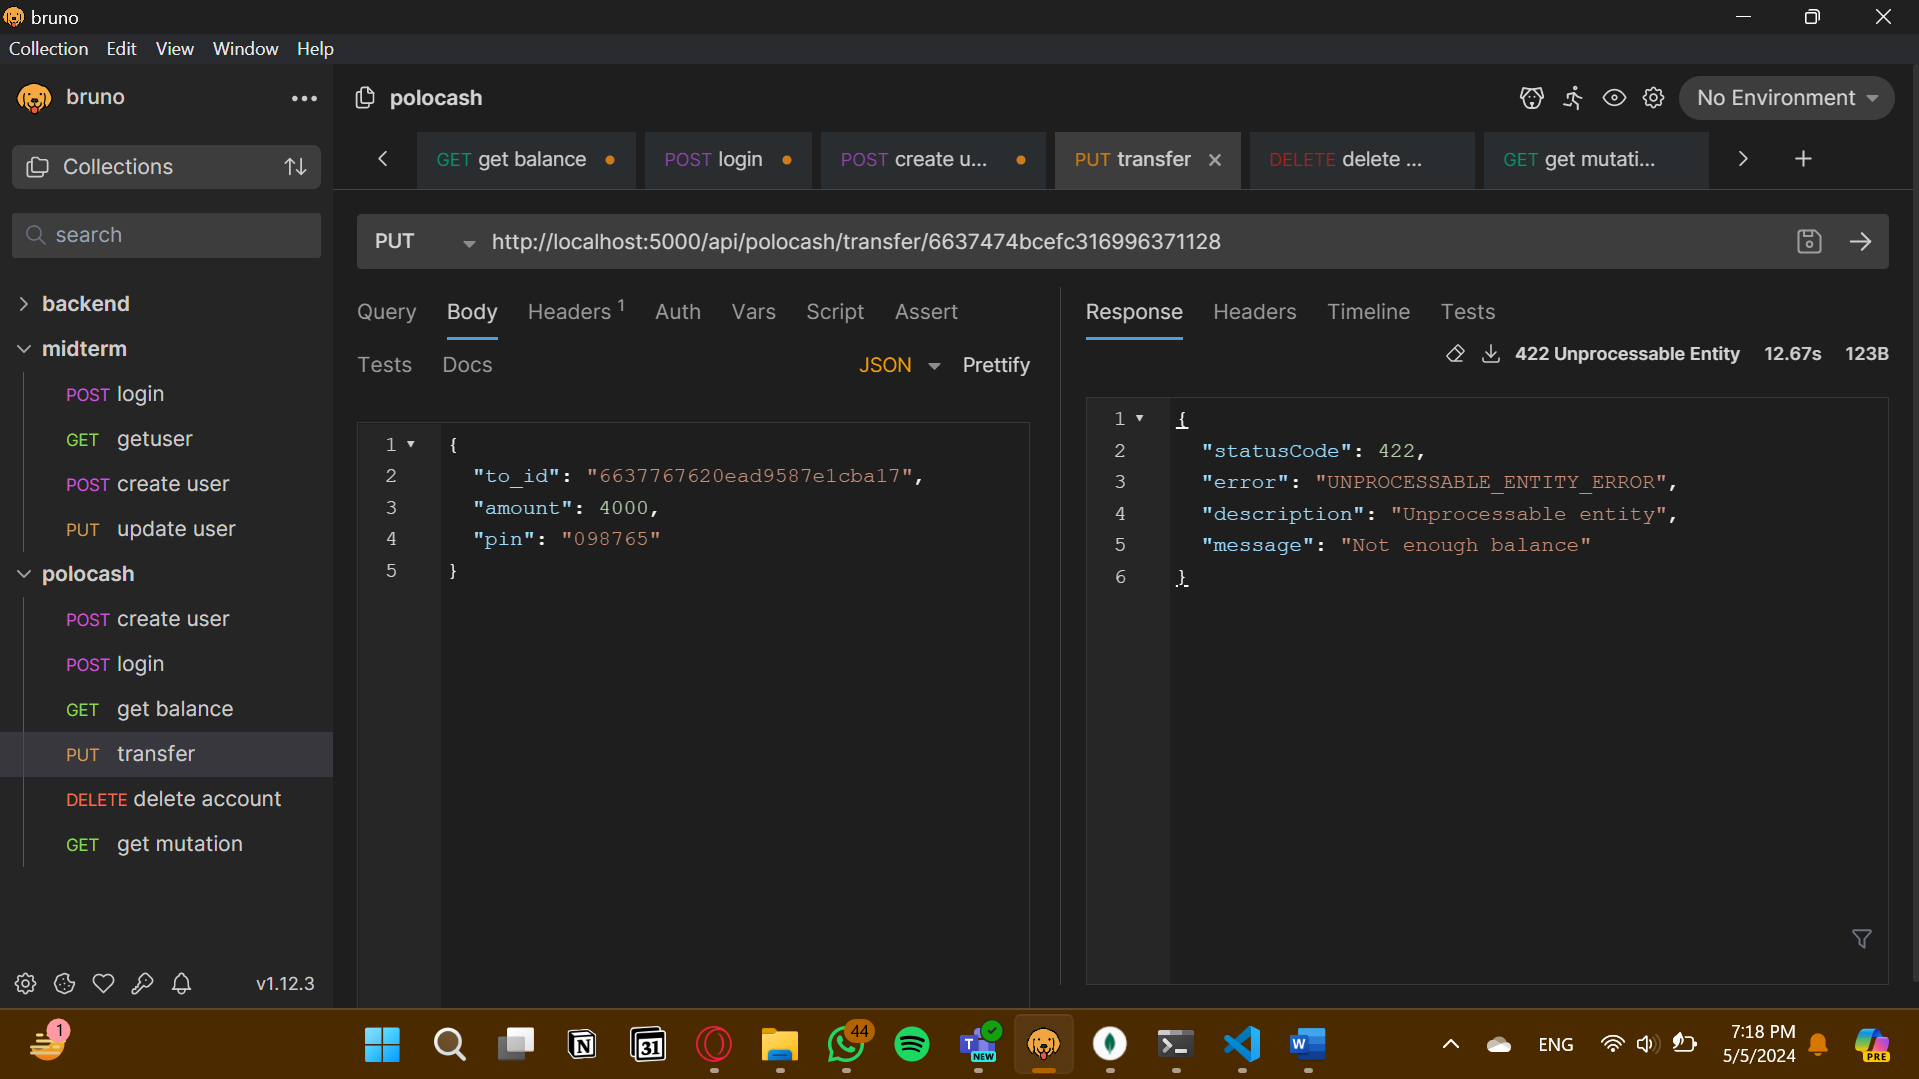 bruno
Collection Edit View Window Help
bruno
Collections
search
backend
midterm
POST login
GET getuser
POST create user
PUT update user
polocash
POST create user
POST login
GET get balance
PUT transfer
DELETE delete account
GET get mutation
v1.12.3
polocash
No Environment
GET get balance
POST login
POST create u...
PUT transfer
DELETE delete ...
GET get mutati...
PUT
http://localhost:5000/api/polocash/transfer/6637474bcefc316996371128
Query Body Headers 1 Auth Vars Script Assert
Tests Docs
JSON Prettify
1 {
2 "to_id": "6637767620ead9587e1cba17",
3 "amount": 4000,
4 "pin": "098765"
5 }
Response Headers Timeline Tests
422 Unprocessable Entity 12.67s 123B
1 {
2 "statusCode": 422,
3 "error": "UNPROCESSABLE_ENTITY_ERROR",
4 "description": "Unprocessable entity",
5 "message": "Not enough balance"
6 }
1
31
44
T
NEW
W
ENG
7:18 PM
5/5/2024
PRE